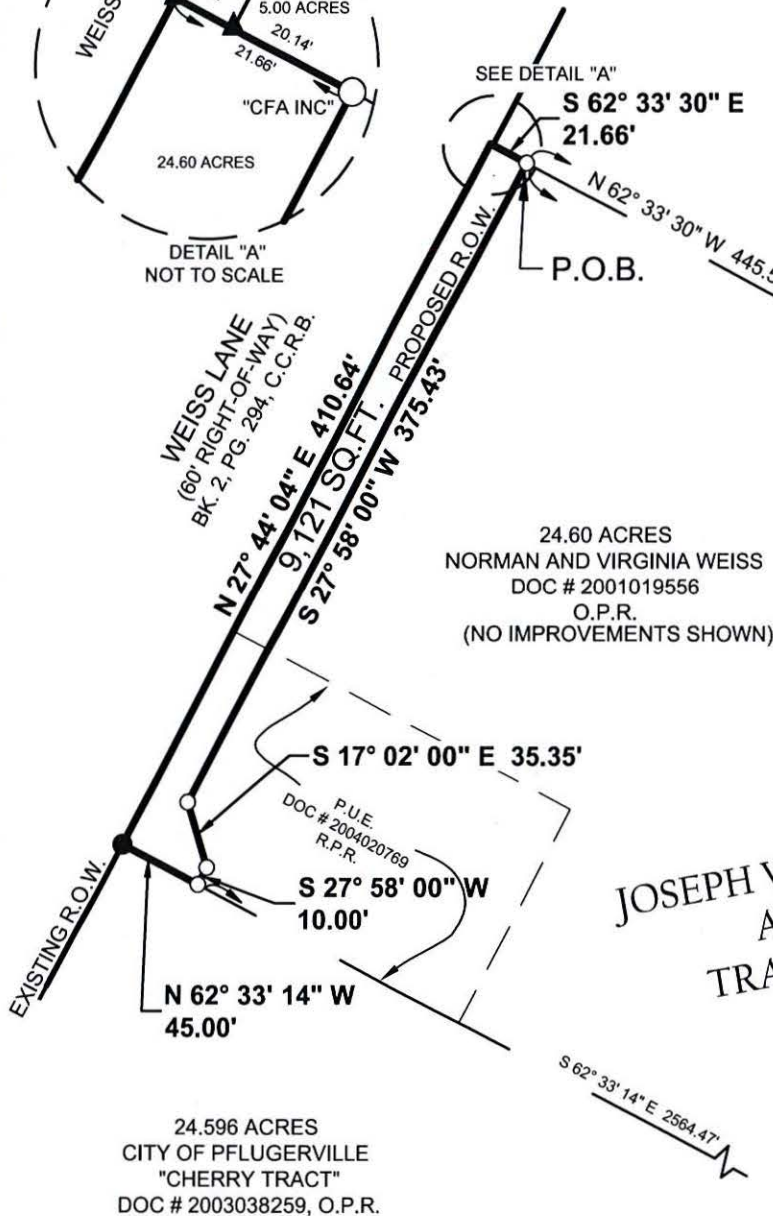 WEISS
5.00 ACRES
20.14'
21.66'
"CFA INC"
24.60 ACRES
DETAIL "A"
NOT TO SCALE
SEE DETAIL "A"
S 62° 33' 30" E
21.66'
N 62° 33' 30" W 445.5
P.O.B.
PROPOSED R.O.W.
WEISS LANE
(60' RIGHT-OF-WAY)
BK. 2, PG. 294, C.C.R.B.
N 27° 44' 04" E 410.64'
9,121 SQ.FT.
S 27° 58' 00" W 375.43'
24.60 ACRES
NORMAN AND VIRGINIA WEISS
DOC # 2001019556
O.P.R.
(NO IMPROVEMENTS SHOWN)
S 17° 02' 00" E 35.35'
P.U.E.
DOC # 2004020769
R.P.R.
S 27° 58' 00" W
10.00'
EXISTING R.O.W.
N 62° 33' 14" W
45.00'
JOSEPH
A
TRA
S 62° 33' 14" E 2564.47'
24.596 ACRES
CITY OF PFLUGERVILLE
"CHERRY TRACT"
DOC # 2003038259, O.P.R.